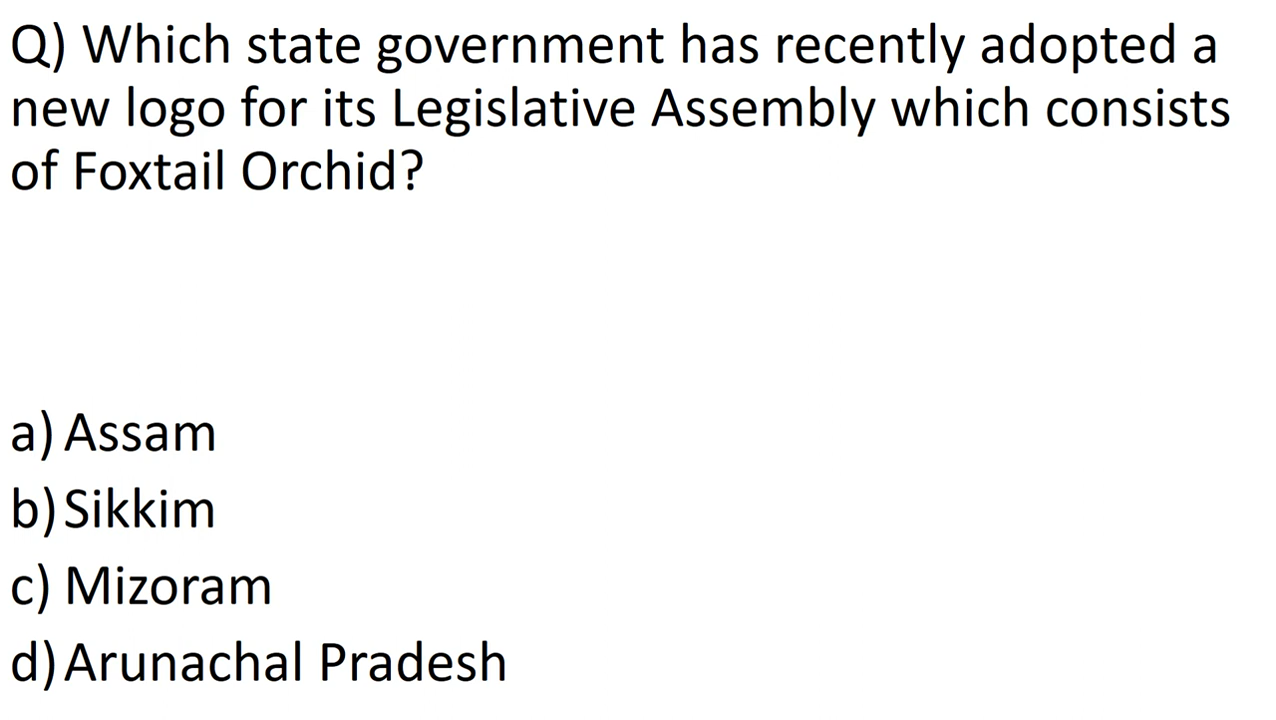 Q) Which state government has recently adopted a
new logo for its Legislative Assembly which consists
of Foxtail Orchid?
a) Assam
b) Sikkim
c) Mizoram
d) Arunachal Pradesh